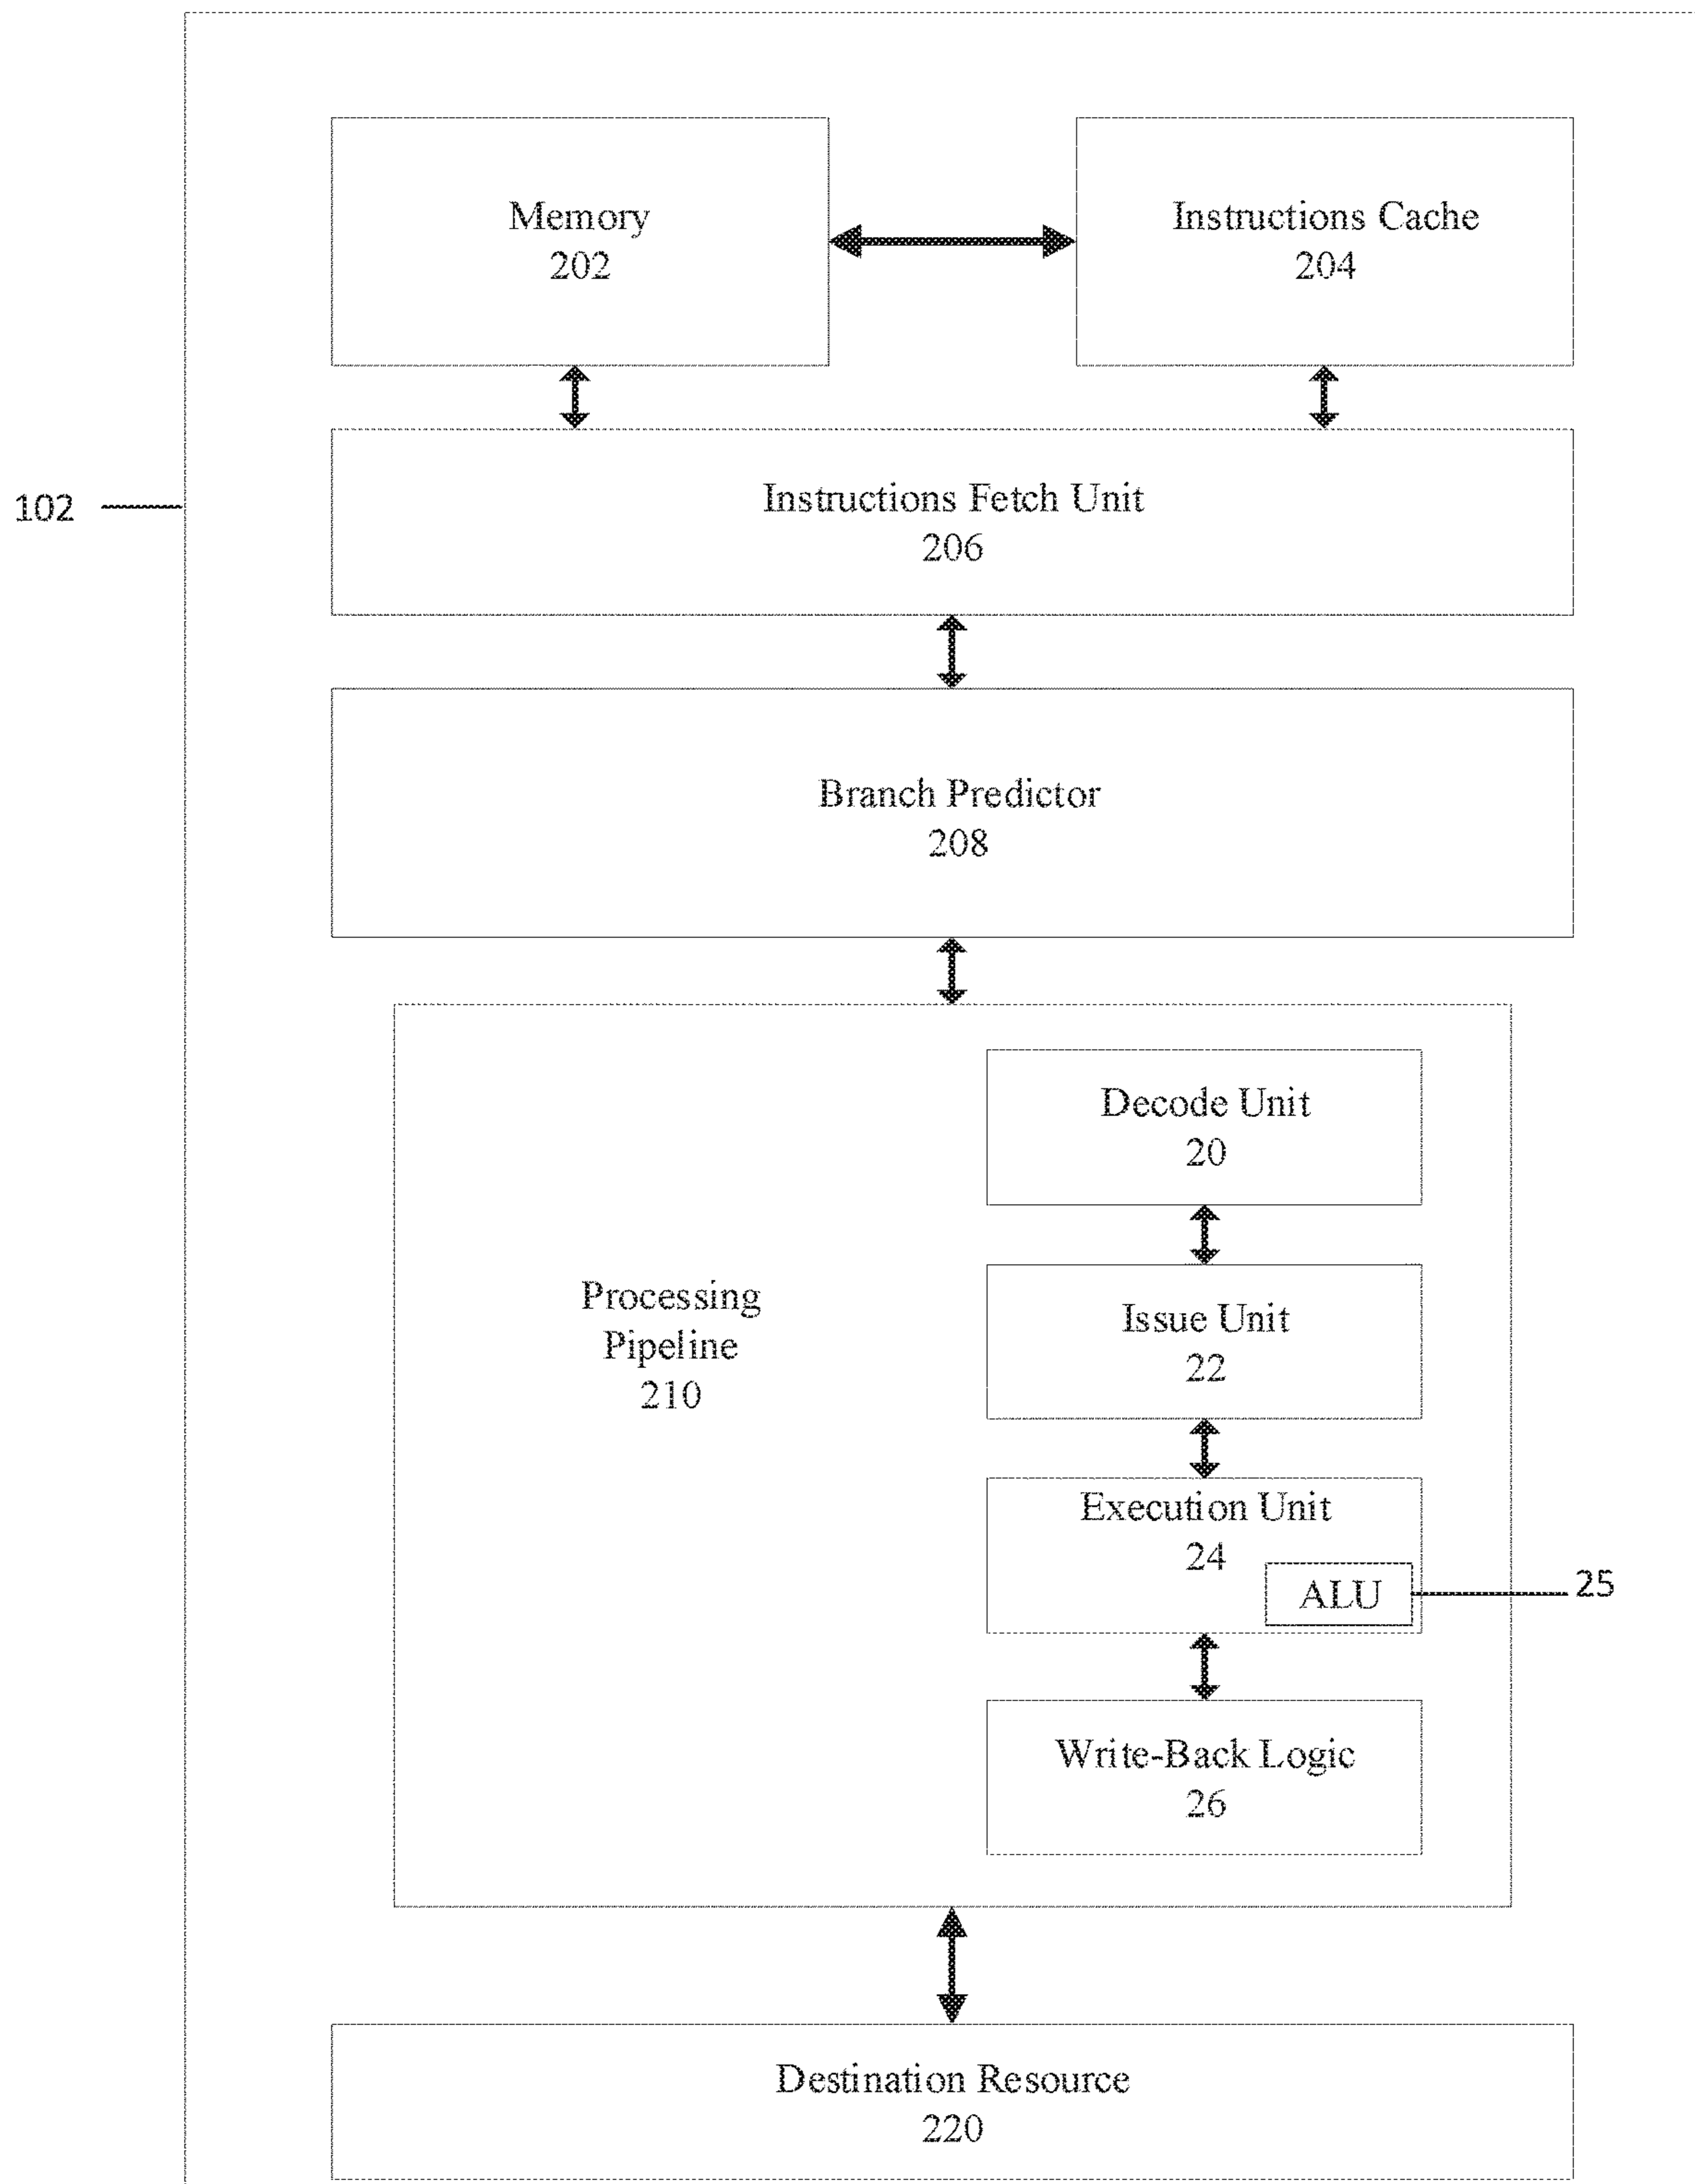 Memory
202
Instructions Cache
204
102
Instructions Fetch Unit
206
Branch Predictor
208
Processing
Pipeline
210
Decode Unit
20
Issue Unit
22
Execution Unit
24
ALU
25
Write-Back Logic
26
Destination Resource
220